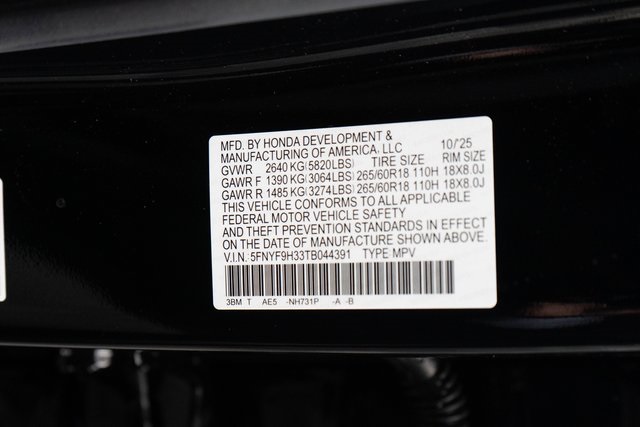 MFD. BY HONDA DEVELOPMENT &
MANUFACTURING OF AMERICA, LLC 10/'25
GVWR 2640 KG(5820LBS) TIRE SIZE RIM SIZE
GAWR F 1390 KG(3064LBS) 265/60R18 110H 18X8.0J
GAWR R 1485 KG(3274LBS) 265/60R18 110H 18X8.0J
THIS VEHICLE CONFORMS TO ALL APPLICABLE
FEDERAL MOTOR VEHICLE SAFETY
AND THEFT PREVENTION STANDARDS IN EFFECT
ON THE DATE OF MANUFACTURE SHOWN ABOVE.
V.I.N. 5FNYF9H33TB044391 TYPE MPV
3BM T AE5 -NH731P -A -B